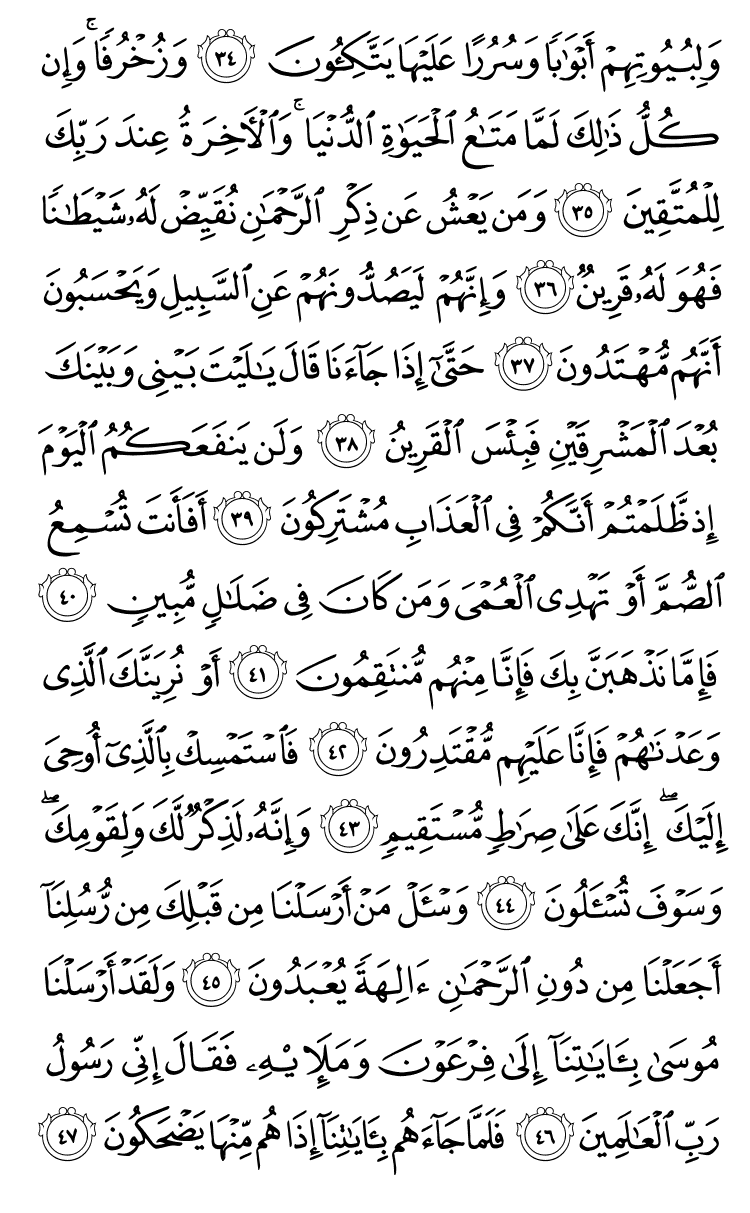 وَلِبُيُوتِهِمْ أَبْوَٰبًا وَسُرُرًا عَلَيْهَا يَتَّكِـُٔونَ ٣٤ وَزُخْرُفًا ۚ وَإِن
كُلُّ ذَٰلِكَ لَمَّا مَتَـٰعُ ٱلْحَيَوٰةِ ٱلدُّنْيَا ۚ وَٱلْـَٔاخِرَةُ عِندَ رَبِّكَ
لِلْمُتَّقِينَ ٣٥ وَمَن يَعْشُ عَن ذِكْرِ ٱلرَّحْمَـٰنِ نُقَيِّضْ لَهُۥ شَيْطَـٰنًا
فَهُوَ لَهُۥ قَرِينٌ ٣٦ وَإِنَّهُمْ لَيَصُدُّونَهُمْ عَنِ ٱلسَّبِيلِ وَيَحْسَبُونَ
أَنَّهُم مُّهْتَدُونَ ٣٧ حَتَّىٰٓ إِذَا جَآءَنَا قَالَ يَـٰلَيْتَ بَيْنِى وَبَيْنَكَ
بُعْدَ ٱلْمَشْرِقَيْنِ فَبِئْسَ ٱلْقَرِينُ ٣٨ وَلَن يَنفَعَكُمُ ٱلْيَوْمَ
إِذ ظَّلَمْتُمْ أَنَّكُمْ فِى ٱلْعَذَابِ مُشْتَرِكُونَ ٣٩ أَفَأَنتَ تُسْمِعُ
ٱلصُّمَّ أَوْ تَهْدِى ٱلْعُمْىَ وَمَن كَانَ فِى ضَلَـٰلٍ مُّبِينٍ ٤٠
فَإِمَّا نَذْهَبَنَّ بِكَ فَإِنَّا مِنْهُم مُّنتَقِمُونَ ٤١ أَوْ نُرِيَنَّكَ ٱلَّذِى
وَعَدْنَـٰهُمْ فَإِنَّا عَلَيْهِم مُّقْتَدِرُونَ ٤٢ فَٱسْتَمْسِكْ بِٱلَّذِىٓ أُوحِىَ
إِلَيْكَ ۖ إِنَّكَ عَلَىٰ صِرَٰطٍ مُّسْتَقِيمٍ ٤٣ وَإِنَّهُۥ لَذِكْرٌ لَّكَ وَلِقَوْمِكَ ۖ
وَسَوْفَ تُسْـَٔلُونَ ٤٤ وَسْـَٔلْ مَنْ أَرْسَلْنَا مِن قَبْلِكَ مِن رُّسُلِنَآ
أَجَعَلْنَا مِن دُونِ ٱلرَّحْمَـٰنِ ءَالِهَةً يُعْبَدُونَ ٤٥ وَلَقَدْ أَرْسَلْنَا
مُوسَىٰ بِـَٔايَـٰتِنَآ إِلَىٰ فِرْعَوْنَ وَمَلَإِي۟هِۦ فَقَالَ إِنِّى رَسُولُ
رَبِّ ٱلْعَـٰلَمِينَ ٤٦ فَلَمَّا جَآءَهُم بِـَٔايَـٰتِنَآ إِذَا هُم مِّنْهَا يَضْحَكُونَ ٤٧